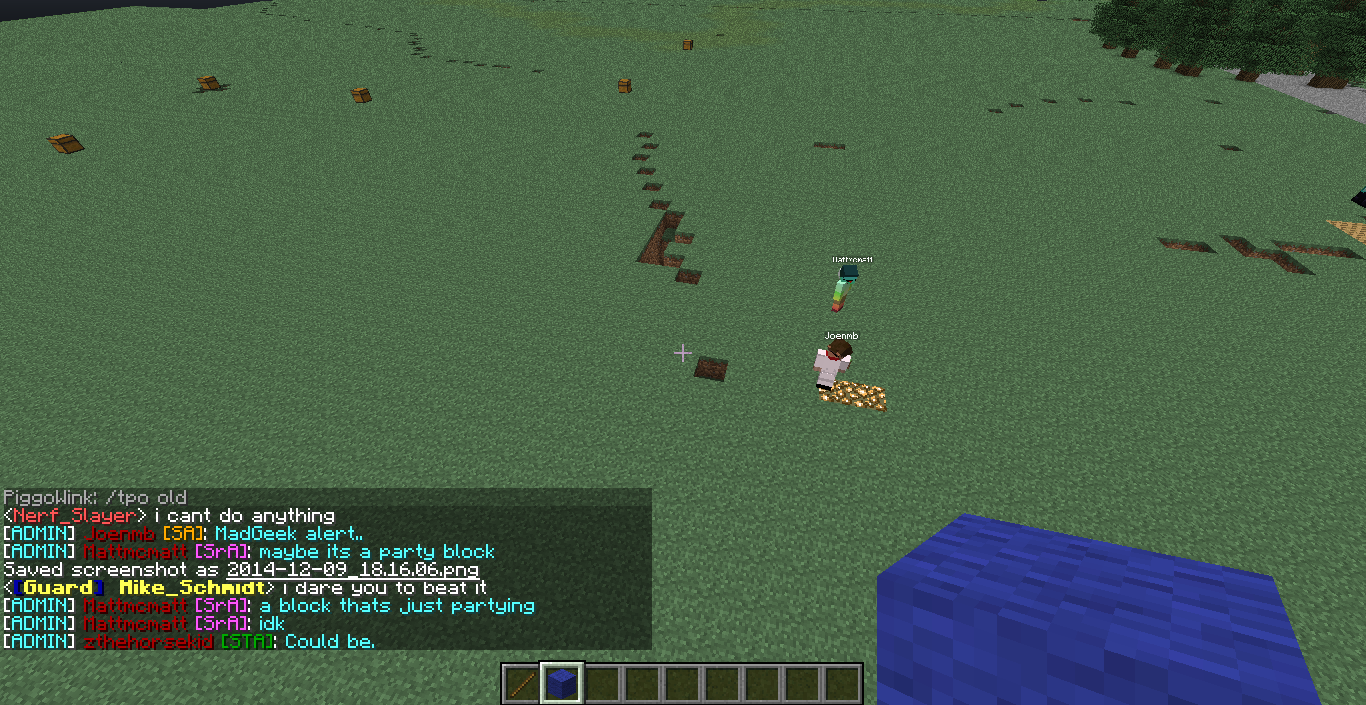 Mattmcmatt
Joenmb
PiggoWink: /tpo old
<Nerf_Slayer> i cant do anything
[ADMIN] Joenmb [SA]: MadGeek alert..
[ADMIN] Mattmcmatt [SrA]: maybe its a party block
Saved screenshot as 2014-12-09_18.16.06.png
<[Guard] Mike_Schmidt> i dare you to beat it
[ADMIN] Mattmcmatt [SrA]: a block thats just partying
[ADMIN] Mattmcmatt [SrA]: idk
[ADMIN] zthehorsekid [STA]: Could be.